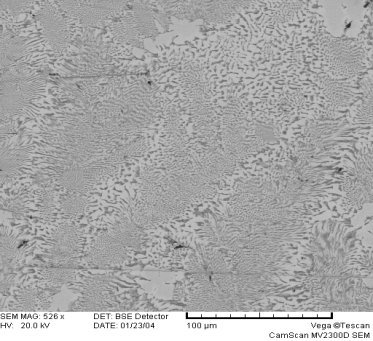 SEM MAG: 526 x DET: BSE Detector
HV: 20.0 kV DATE: 01/23/04 100 µm Vega ©Tescan
CamScan MV2300D SEM